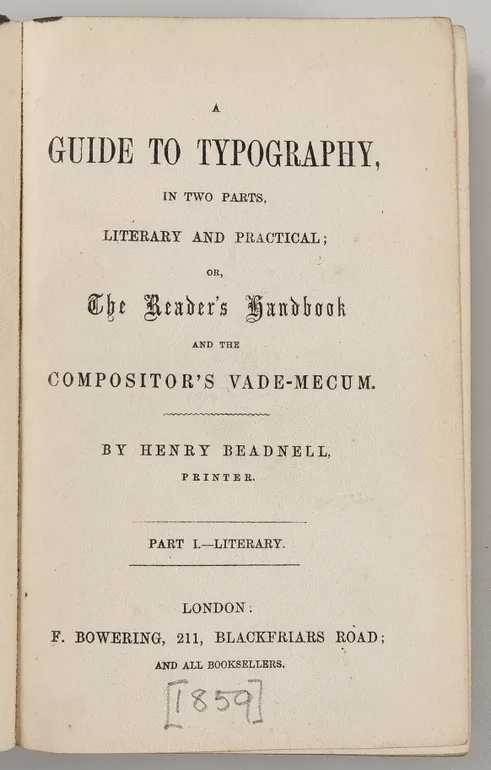 A
GUIDE TO TYPOGRAPHY,
IN TWO PARTS,
LITERARY AND PRACTICAL;
OR,
The Reader's Handbook
AND THE
COMPOSITOR'S VADE-MECUM.
BY HENRY BEADNELL,
PRINTER.
PART I.—LITERARY.
LONDON:
F. BOWERING, 211, BLACKFRIARS ROAD;
AND ALL BOOKSELLERS.
[1859]